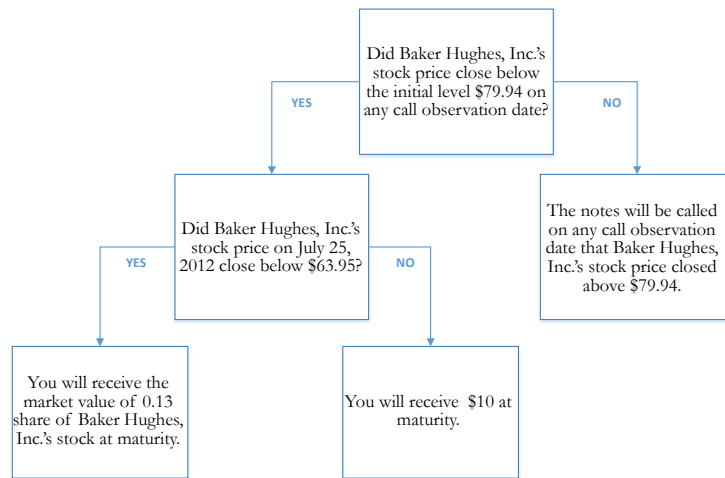 Did Baker Hughes, Inc.'s
stock price close below
the initial level $79.94 on
any call observation date?
YES
NO
Did Baker Hughes, Inc.'s
stock price on July 25,
2012 close below $63.95?
The notes will be called
on any call observation
date that Baker Hughes,
Inc.'s stock price closed
above $79.94.
YES
NO
You will receive the
market value of 0.13
share of Baker Hughes,
Inc.'s stock at maturity.
You will receive $10 at
maturity.